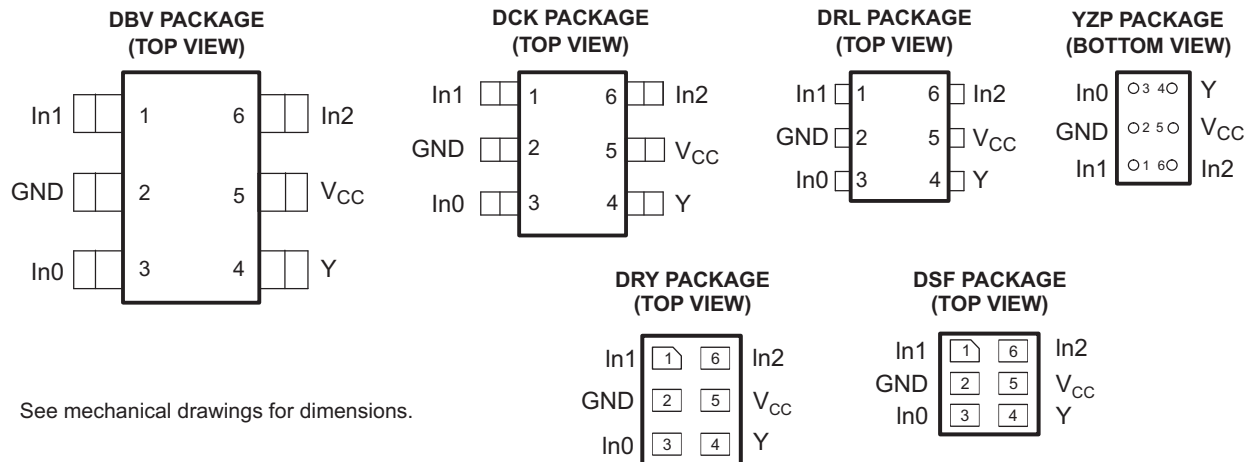 DBV PACKAGE
(TOP VIEW)
In1 1 6 In2
GND 2 5 VCC
In0 3 4 Y
DCK PACKAGE
(TOP VIEW)
In1 1 6 In2
GND 2 5 VCC
In0 3 4 Y
DRL PACKAGE
(TOP VIEW)
In1 1 6 In2
GND 2 5 VCC
In0 3 4 Y
YZP PACKAGE
(BOTTOM VIEW)
In0 3 4 Y
GND 2 5 VCC
In1 1 6 In2
DRY PACKAGE
(TOP VIEW)
In1 1 6 In2
GND 2 5 VCC
In0 3 4 Y
DSF PACKAGE
(TOP VIEW)
In1 1 6 In2
GND 2 5 VCC
In0 3 4 Y
See mechanical drawings for dimensions.